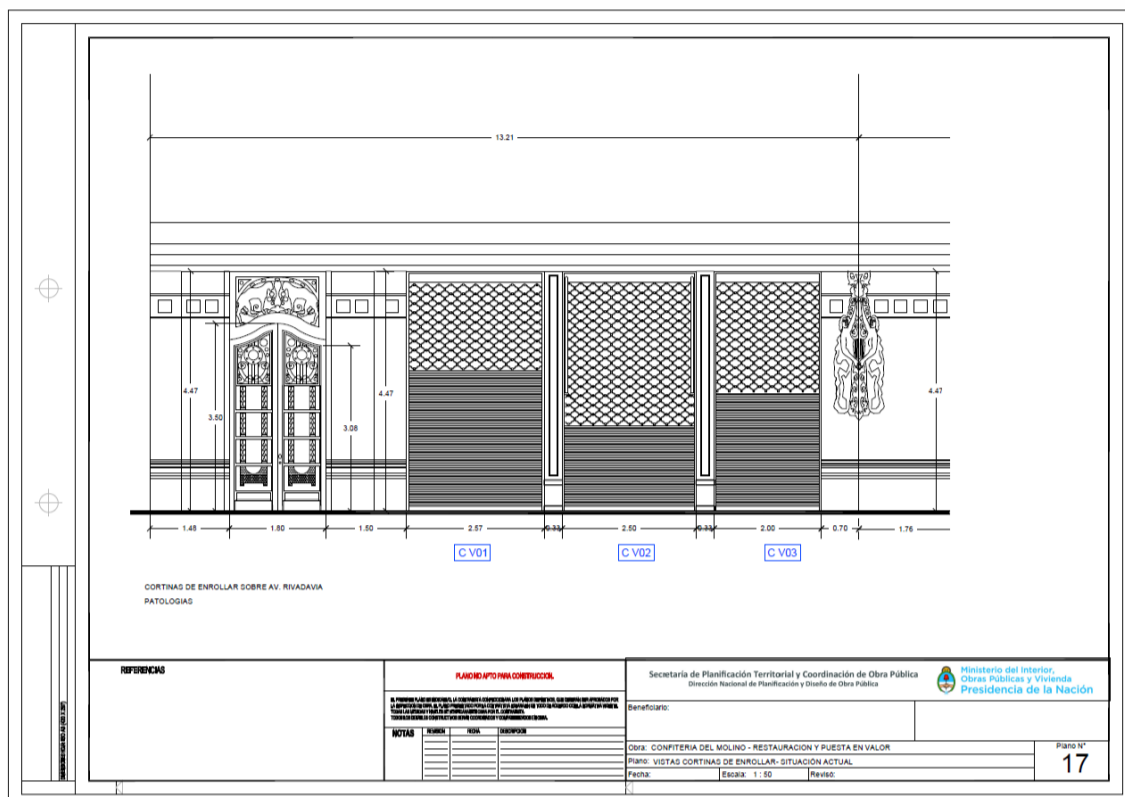 13.21
4.47
3.50
3.08
4.47
4.47
1.48
1.80
1.50
2.57
0.33
2.50
0.33
2.00
0.70
1.76
C V01
C V02
C V03
CORTINAS DE ENROLLAR SOBRE AV. RIVADAVIA
PATOLOGIAS
REFERENCIAS
PLANO NO APTO PARA CONSTRUCCION.
NOTAS
REVISION FECHA DESCRIPCION
Secretaría de Planificación Territorial y Coordinación de Obra Pública
Dirección Nacional de Planificación y Diseño de Obra Pública
Ministerio del Interior,
Obras Públicas y Vivienda
Presidencia de la Nación
Beneficiario:
Obra: CONFITERIA DEL MOLINO - RESTAURACION Y PUESTA EN VALOR
Plano: VISTAS CORTINAS DE ENROLLAR- SITUACIÓN ACTUAL
Fecha: Escala: 1 : 50 Revisó:
Plano N°
17